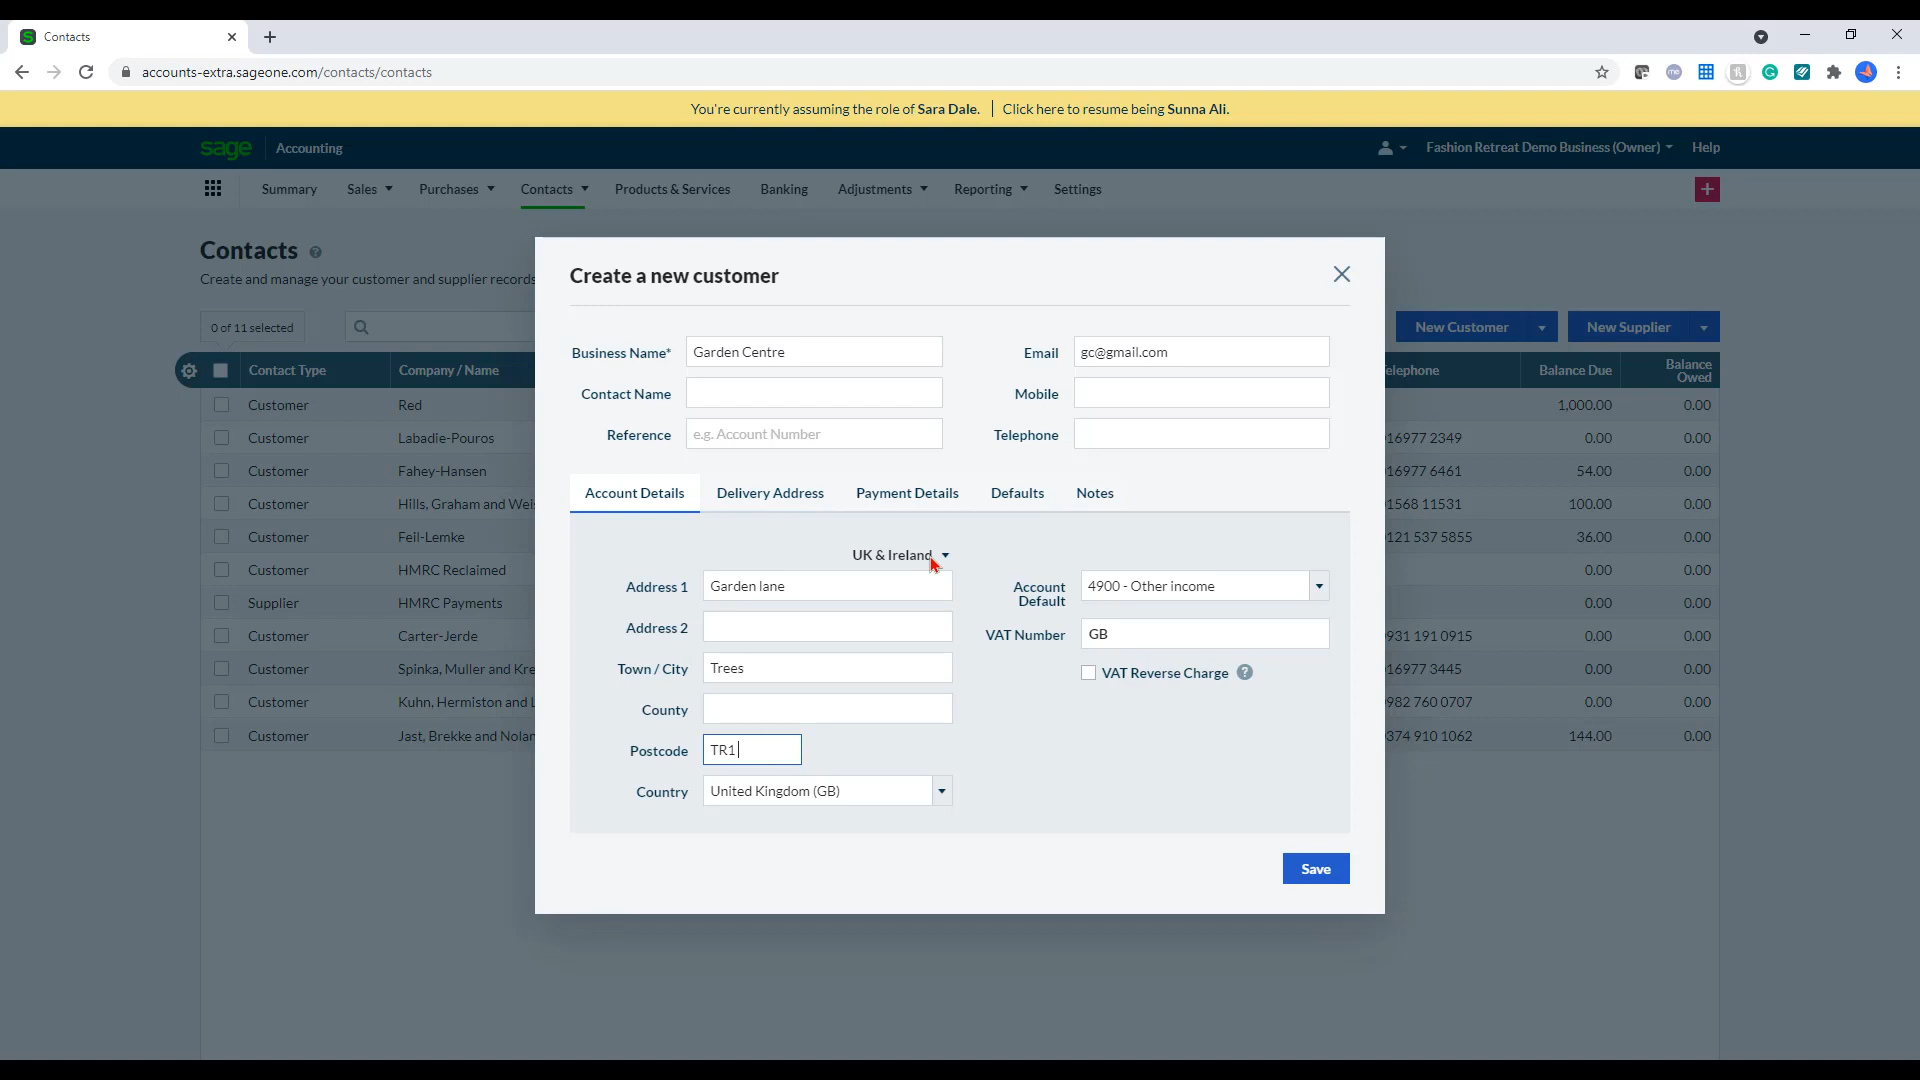 Contacts
accounts-extra.sageone.com/contacts/contacts
You're currently assuming the role of Sara Dale. | Click here to resume being Sunna Ali.
sage Accounting Fashion Retreat Demo Business (Owner) Help
Summary Sales Purchases Contacts Products & Services Banking Adjustments Reporting Settings
Contacts
Create and manage your customer and supplier records
0 of 11 selected New Customer New Supplier
Contact Type Company / Name elephone Balance Due Balance Owed
Customer Red 1,000.00 0.00
Customer Labadie-Pouros 16977 2349 0.00 0.00
Customer Fahey-Hansen 16977 6461 54.00 0.00
Customer Hills, Graham and Wei 1568 11531 100.00 0.00
Customer Feil-Lemke 121 537 5855 36.00 0.00
Customer HMRC Reclaimed 0.00 0.00
Supplier HMRC Payments 0.00 0.00
Customer Carter-Jerde 931 191 0915 0.00 0.00
Customer Spinka, Muller and Kre 16977 3445 0.00 0.00
Customer Kuhn, Hermiston and L 982 760 0707 0.00 0.00
Customer Jast, Brekke and Nolan 374 910 1062 144.00 0.00
Create a new customer
Business Name* Garden Centre Email gc@gmail.com
Contact Name Mobile
Reference e.g. Account Number Telephone
Account Details Delivery Address Payment Details Defaults Notes
UK & Ireland
Address 1 Garden lane Account Default 4900 - Other income
Address 2 VAT Number GB
Town / City Trees VAT Reverse Charge
County
Postcode TR1
Country United Kingdom (GB)
Save